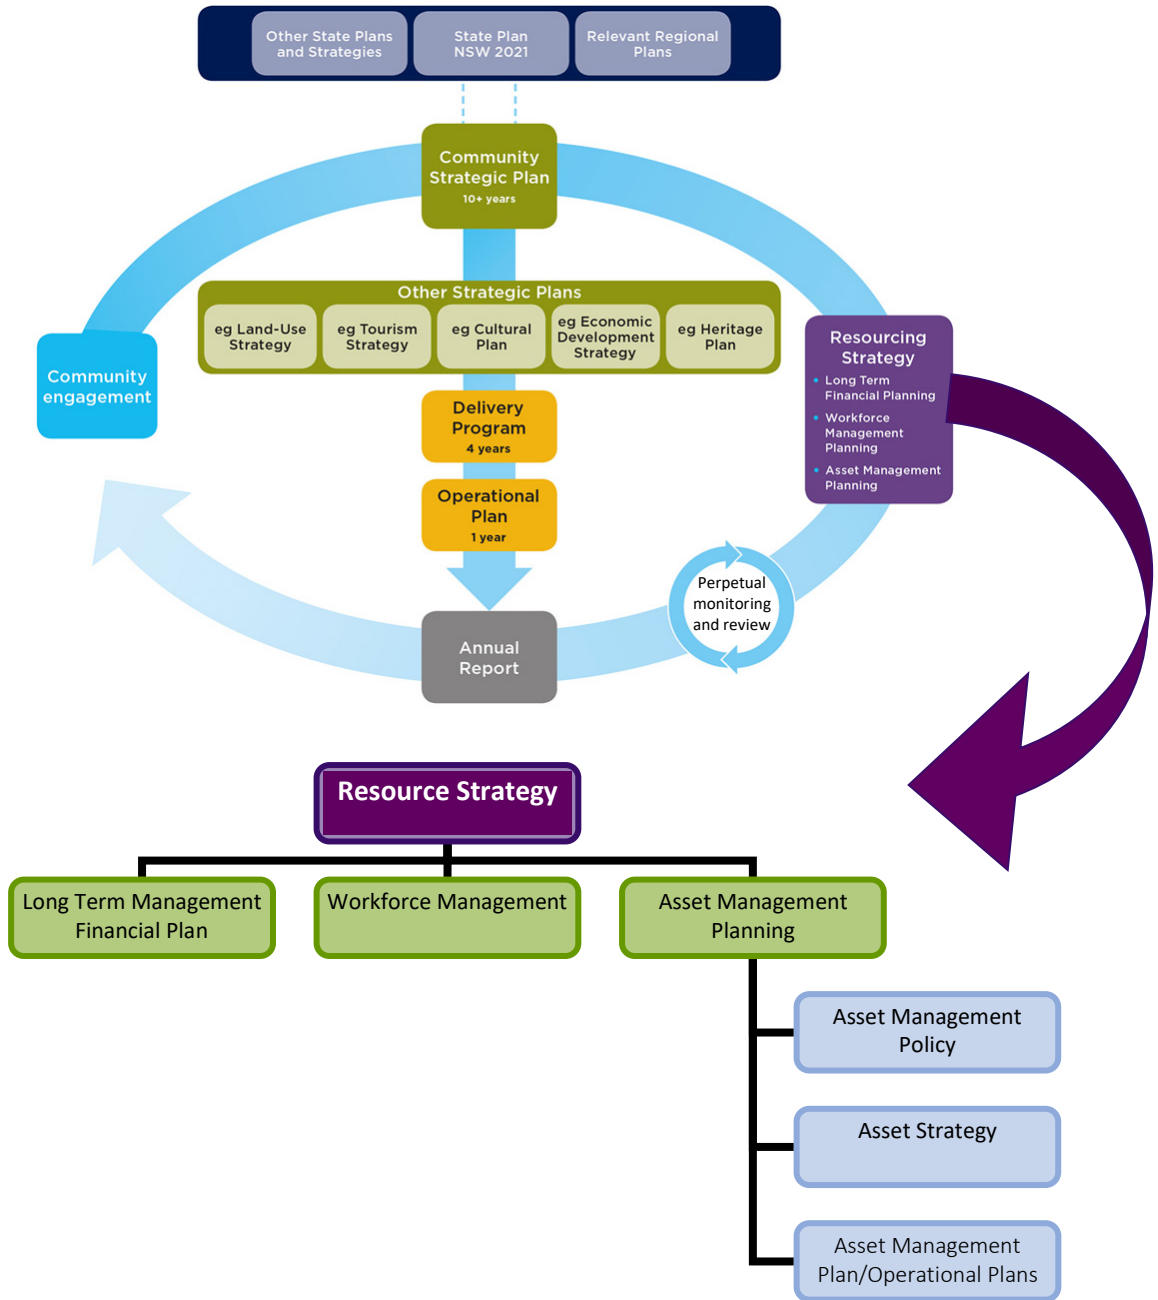 Other State Plans
and Strategies
State Plan
NSW 2021
Relevant Regional
Plans
Community
Strategic Plan
10+ years
Other Strategic Plans
eg Land-Use
Strategy
eg Tourism
Strategy
eg Cultural
Plan
eg Economic
Development
Strategy
eg Heritage
Plan
Community
engagement
Resourcing
Strategy
• Long Term
Financial Planning
• Workforce
Management
Planning
• Asset Management
Planning
Delivery
Program
4 years
Operational
Plan
1 year
Perpetual
monitoring
and review
Annual
Report
Resource Strategy
Long Term Management
Financial Plan
Workforce Management
Asset Management
Planning
Asset Management
Policy
Asset Strategy
Asset Management
Plan/Operational Plans